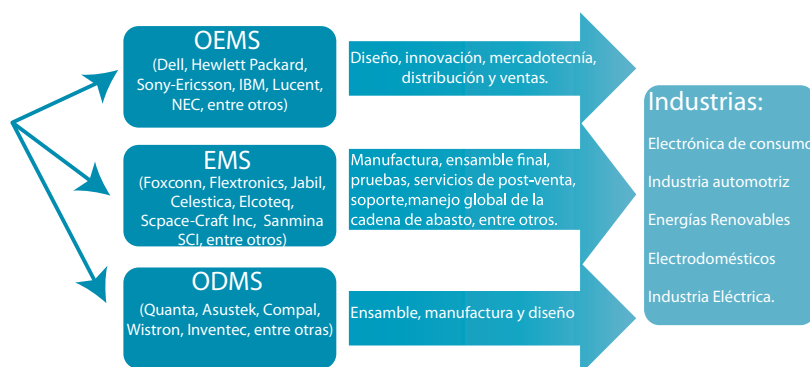 OEMS
(Dell, Hewlett Packard,
Sony-Ericsson, IBM, Lucent,
NEC, entre otros)
Diseño, innovación, mercadotecnía,
distribución y ventas.
EMS
(Foxconn, Flextronics, Jabil,
Celestica, Elcoteq,
Scpace-Craft Inc, Sanmina
SCI, entre otros)
Manufactura, ensamble final,
pruebas, servicios de post-venta,
soporte,manejo global de la
cadena de abasto, entre otros.
ODMS
(Quanta, Asustek, Compal,
Wistron, Inventec, entre otras)
Ensamble, manufactura y diseño
Industrias:
Electrónica de consumo
Industria automotriz
Energías Renovables
Electrodomésticos
Industria Eléctrica.